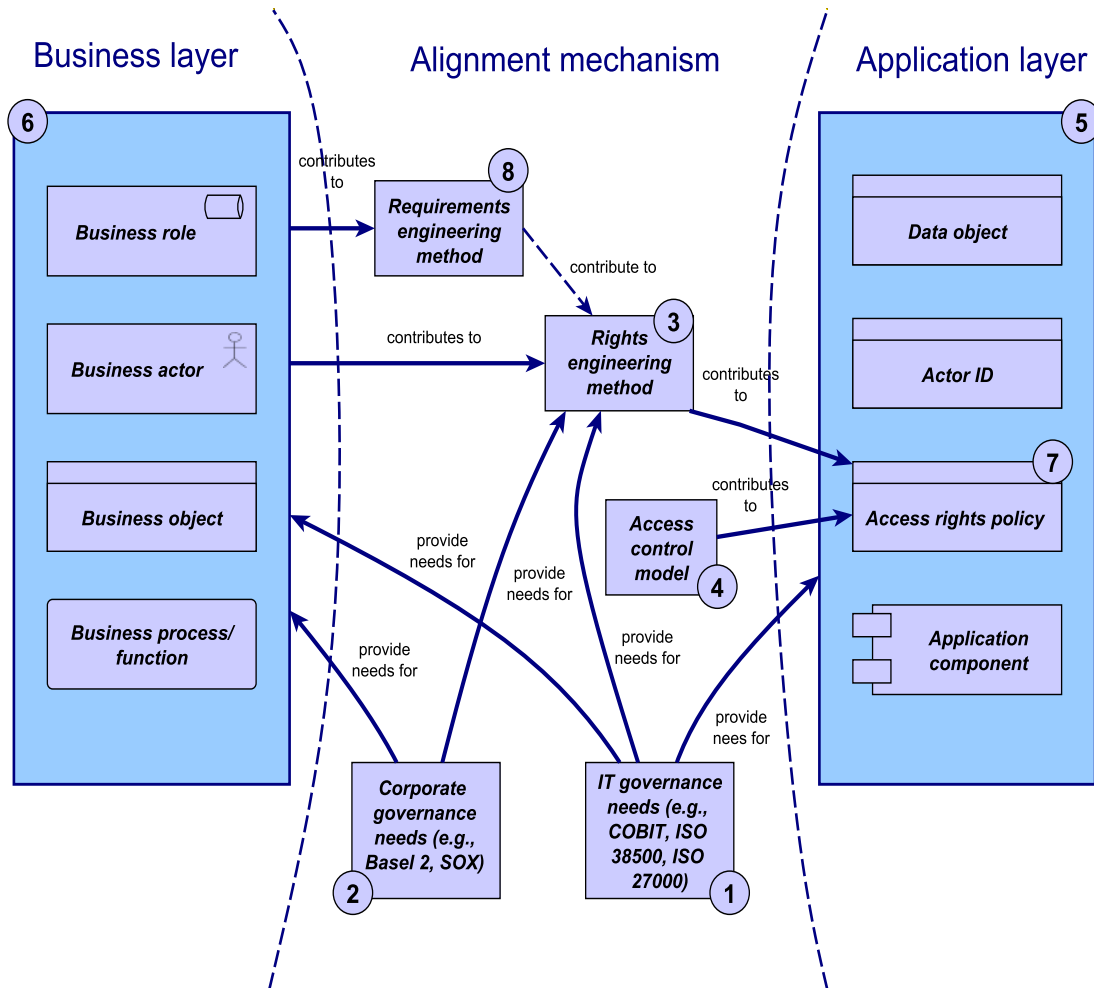 Business layer
Alignment mechanism
Application layer
6
Business role
Business actor
Business object
Business process/
function
contributes
to
8
Requirements
engineering
method
contribute to
contributes to
3
Rights
engineering
method
contributes
to
contributes
to
Access
control
model
4
provide
needs for
provide
needs for
provide
needs for
provide
needs for
provide
nees for
Corporate
governance
needs (e.g.,
Basel 2, SOX)
2
IT governance
needs (e.g.,
COBIT, ISO
38500, ISO
27000)
1
5
Data object
Actor ID
7
Access rights policy
Application
component